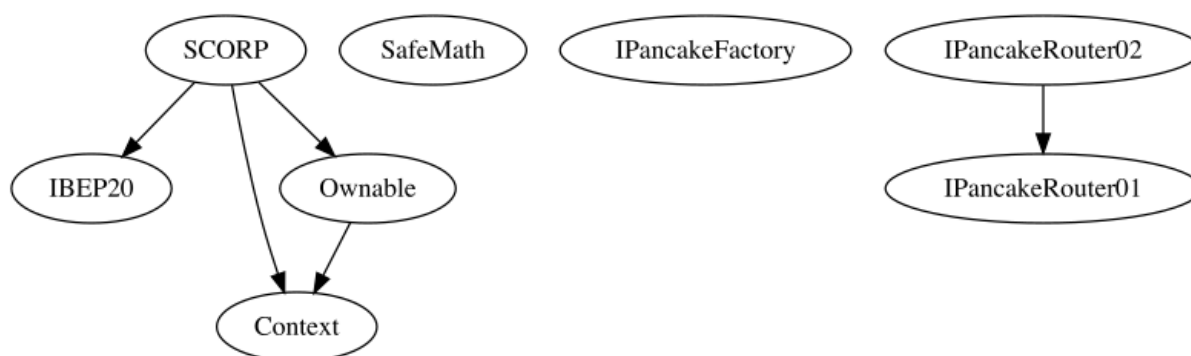 SCORP
SafeMath
IPancakeFactory
IPancakeRouter02
IBEP20
Ownable
IPancakeRouter01
Context